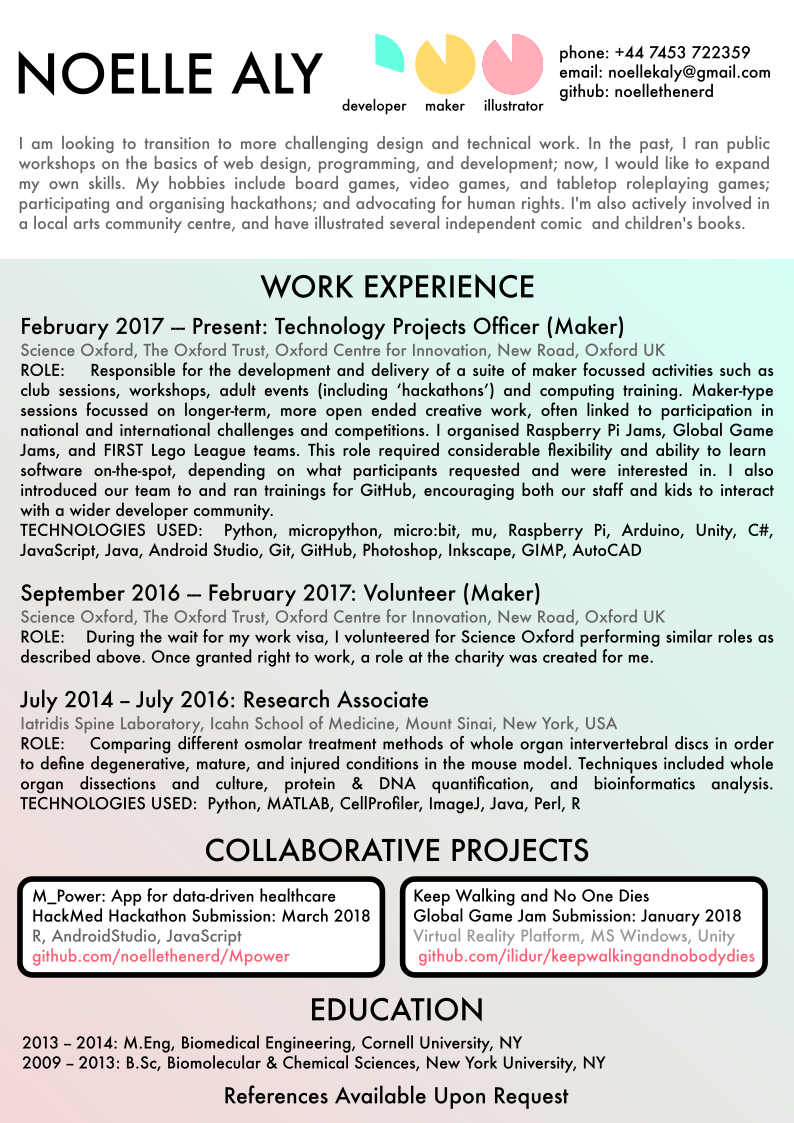 NOELLE ALY
developer maker illustrator
phone: +44 7453 722359
email: noellekaly@gmail.com
github: noellethenerd
I am looking to transition to more challenging design and technical work. In the past, I ran public
workshops on the basics of web design, programming, and development; now, I would like to expand
my own skills. My hobbies include board games, video games, and tabletop roleplaying games;
participating and organising hackathons; and advocating for human rights. I'm also actively involved in
a local arts community centre, and have illustrated several independent comic and children's books.
WORK EXPERIENCE
February 2017 –- Present: Technology Projects Officer (Maker)
Science Oxford, The Oxford Trust, Oxford Centre for Innovation, New Road, Oxford UK
ROLE: Responsible for the development and delivery of a suite of maker focussed activities such as
club sessions, workshops, adult events (including ‘hackathons’) and computing training. Maker-type
sessions focussed on longer-term, more open ended creative work, often linked to participation in
national and international challenges and competitions. I organised Raspberry Pi Jams, Global Game
Jams, and FIRST Lego League teams. This role required considerable flexibility and ability to learn
software on-the-spot, depending on what participants requested and were interested in. I also
introduced our team to and ran trainings for GitHub, encouraging both our staff and kids to interact
with a wider developer community.
TECHNOLOGIES USED: Python, micropython, micro:bit, mu, Raspberry Pi, Arduino, Unity, C#,
JavaScript, Java, Android Studio, Git, GitHub, Photoshop, Inkscape, GIMP, AutoCAD
September 2016 –- February 2017: Volunteer (Maker)
Science Oxford, The Oxford Trust, Oxford Centre for Innovation, New Road, Oxford UK
ROLE: During the wait for my work visa, I volunteered for Science Oxford performing similar roles as
described above. Once granted right to work, a role at the charity was created for me.
July 2014 – July 2016: Research Associate
Iatridis Spine Laboratory, Icahn School of Medicine, Mount Sinai, New York, USA
ROLE: Comparing different osmolar treatment methods of whole organ intervertebral discs in order
to define degenerative, mature, and injured conditions in the mouse model. Techniques included whole
organ dissections and culture, protein & DNA quantification, and bioinformatics analysis.
TECHNOLOGIES USED: Python, MATLAB, CellProfiler, ImageJ, Java, Perl, R
COLLABORATIVE PROJECTS
M_Power: App for data-driven healthcare
HackMed Hackathon Submission: March 2018
R, AndroidStudio, JavaScript
github.com/noellethenerd/Mpower
Keep Walking and No One Dies
Global Game Jam Submission: January 2018
Virtual Reality Platform, MS Windows, Unity
github.com/ilidur/keepwalkingandnobodydies
EDUCATION
2013 – 2014: M.Eng, Biomedical Engineering, Cornell University, NY
2009 – 2013: B.Sc, Biomolecular & Chemical Sciences, New York University, NY
References Available Upon Request